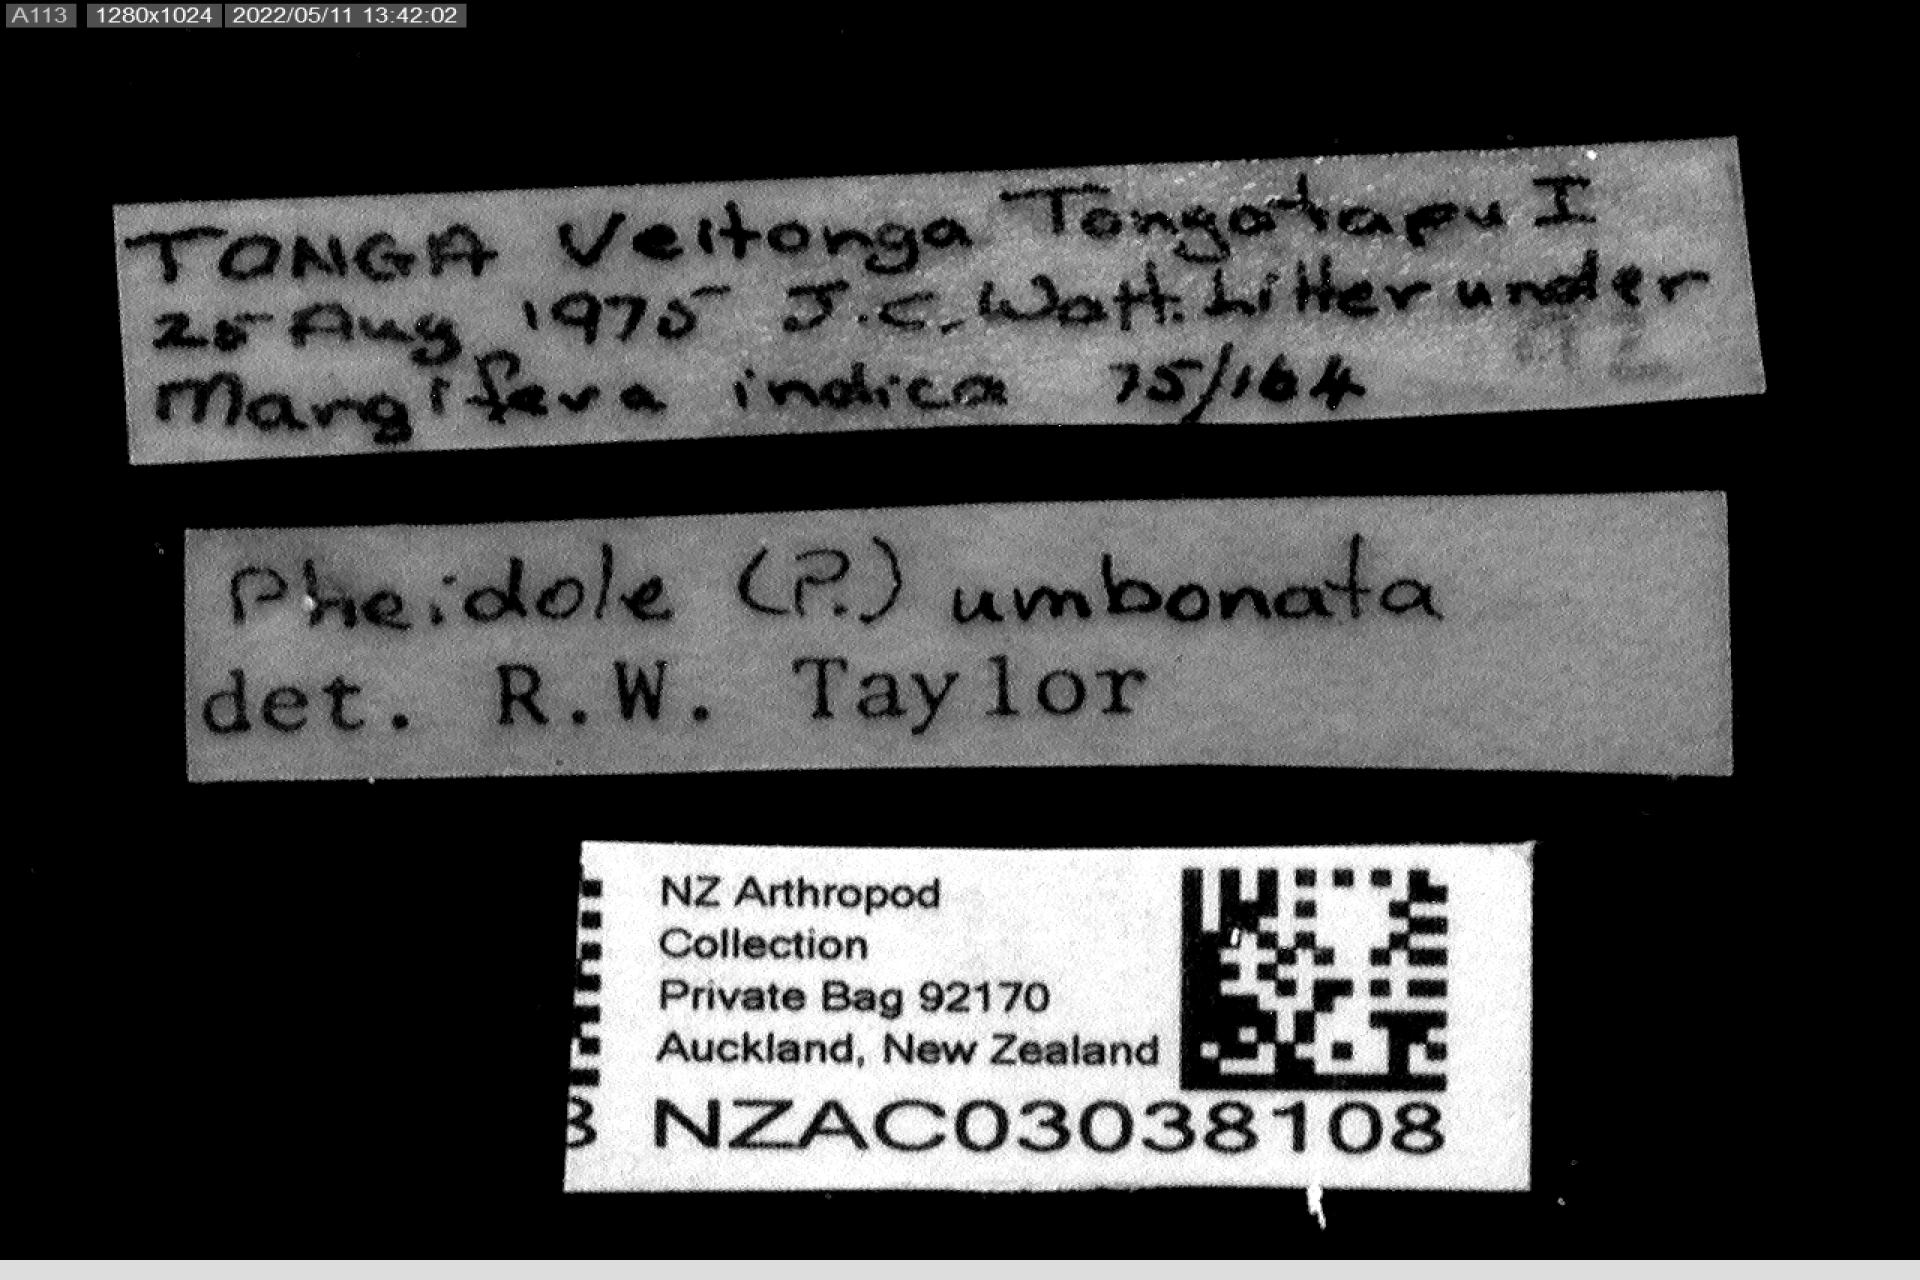 A113 1280x1024 2022/05/11 13:42:02
TONGA Veitonga Tongatapu I
25 Aug 1975 J.C. Watt. Litter under
Mangifera indica 75/164
Pheidole (P.) umbonata
det. R.W. Taylor
NZ Arthropod
Collection
Private Bag 92170
Auckland, New Zealand
3 NZAC03038108